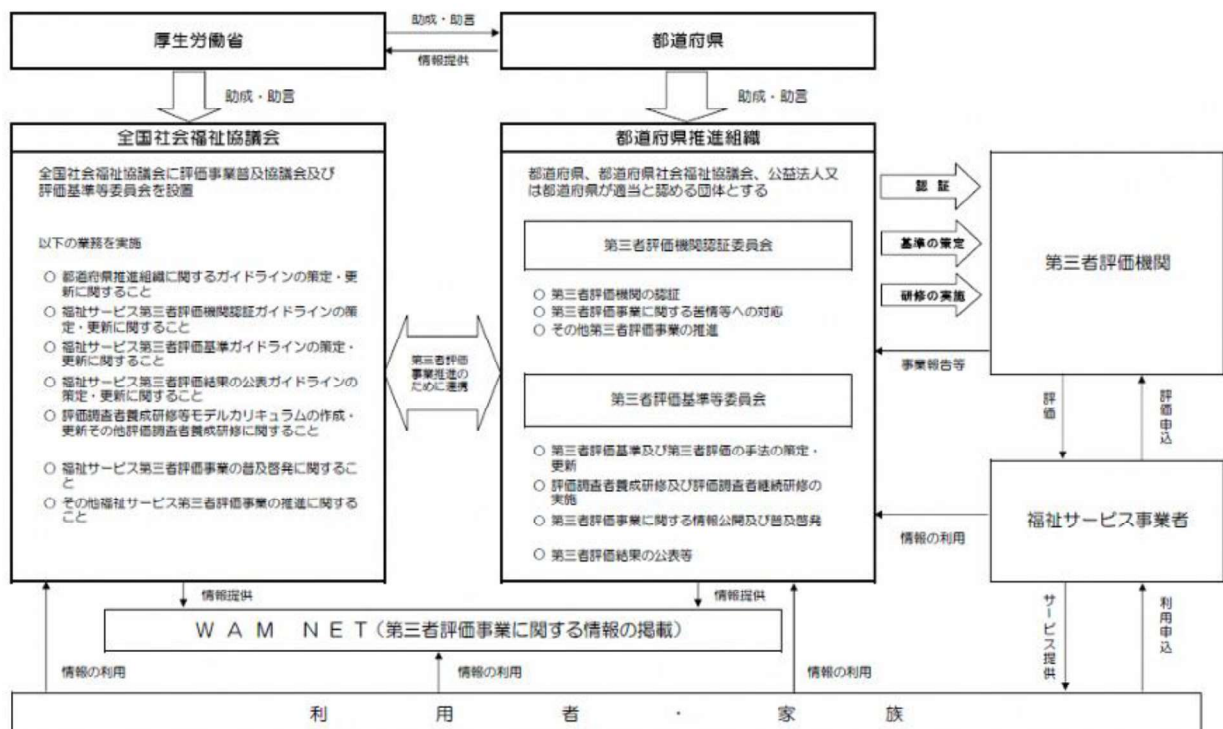 厚生労働省
助成・助言
情報提供
都道府県
助成・助言
助成・助言
全国社会福祉協議会
全国社会福祉協議会に評価事業普及協議会及び
評価基準等委員会を設置
以下の業務を実施
○ 都道府県推進組織に関するガイドラインの策定・更
新に関すること
○ 福祉サービス第三者評価機関認証ガイドラインの策
定・更新に関すること
○ 福祉サービス第三者評価基準ガイドラインの策定・
更新に関すること
○ 福祉サービス第三者評価結果の公表ガイドラインの
策定・更新に関すること
○ 評価調査者養成研修等モデルカリキュラムの作成・
更新その他評価調査者養成研修に関すること
○ 福祉サービス第三者評価事業の普及啓発に関するこ
と
○ その他福祉サービス第三者評価事業の推進に関する
こと
第三者評価
事業推進の
ために連携
都道府県推進組織
都道府県、都道府県社会福祉協議会、公益法人又
は都道府県が適当と認める団体とする
第三者評価機関認証委員会
○ 第三者評価機関の認証
○ 第三者評価事業に関する苦情等への対応
○ その他第三者評価事業の推進
第三者評価基準等委員会
○ 第三者評価基準及び第三者評価の手法の策定・
更新
○ 評価調査者養成研修及び評価調査者継続研修の
実施
○ 第三者評価事業に関する情報公開及び普及啓発
○ 第三者評価結果の公表等
認 証
基準の策定
研修の実施
事業報告等
第三者評価機関
評価
評価申込
福祉サービス事業者
情報の利用
サービス提供
利用申込
情報提供
情報提供
WAM NET(第三者評価事業に関する情報の掲載)
情報の利用
情報の利用
情報の利用
利用者・家族